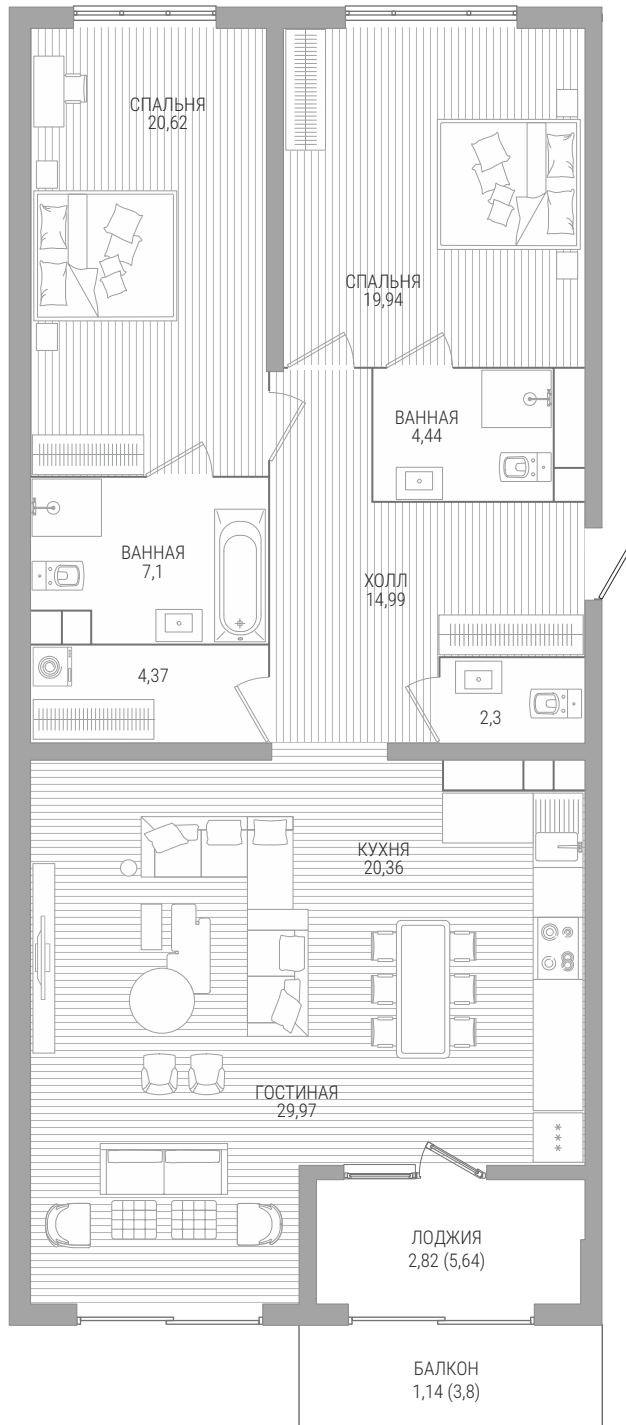 СПАЛЬНЯ
20,62
СПАЛЬНЯ
19,94
ВАННАЯ
4,44
ВАННАЯ
7,1
ХОЛЛ
14,99
4,37
2,3
КУХНЯ
20,36
ГОСТИНАЯ
29,97
ЛОДЖИЯ
2,82 (5,64)
БАЛКОН
1,14 (3,8)